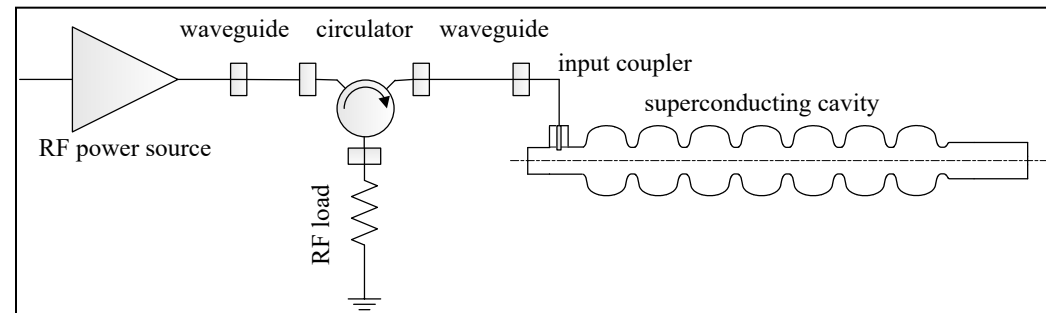 waveguide circulator waveguide
input coupler
superconducting cavity
RF power source
RF load